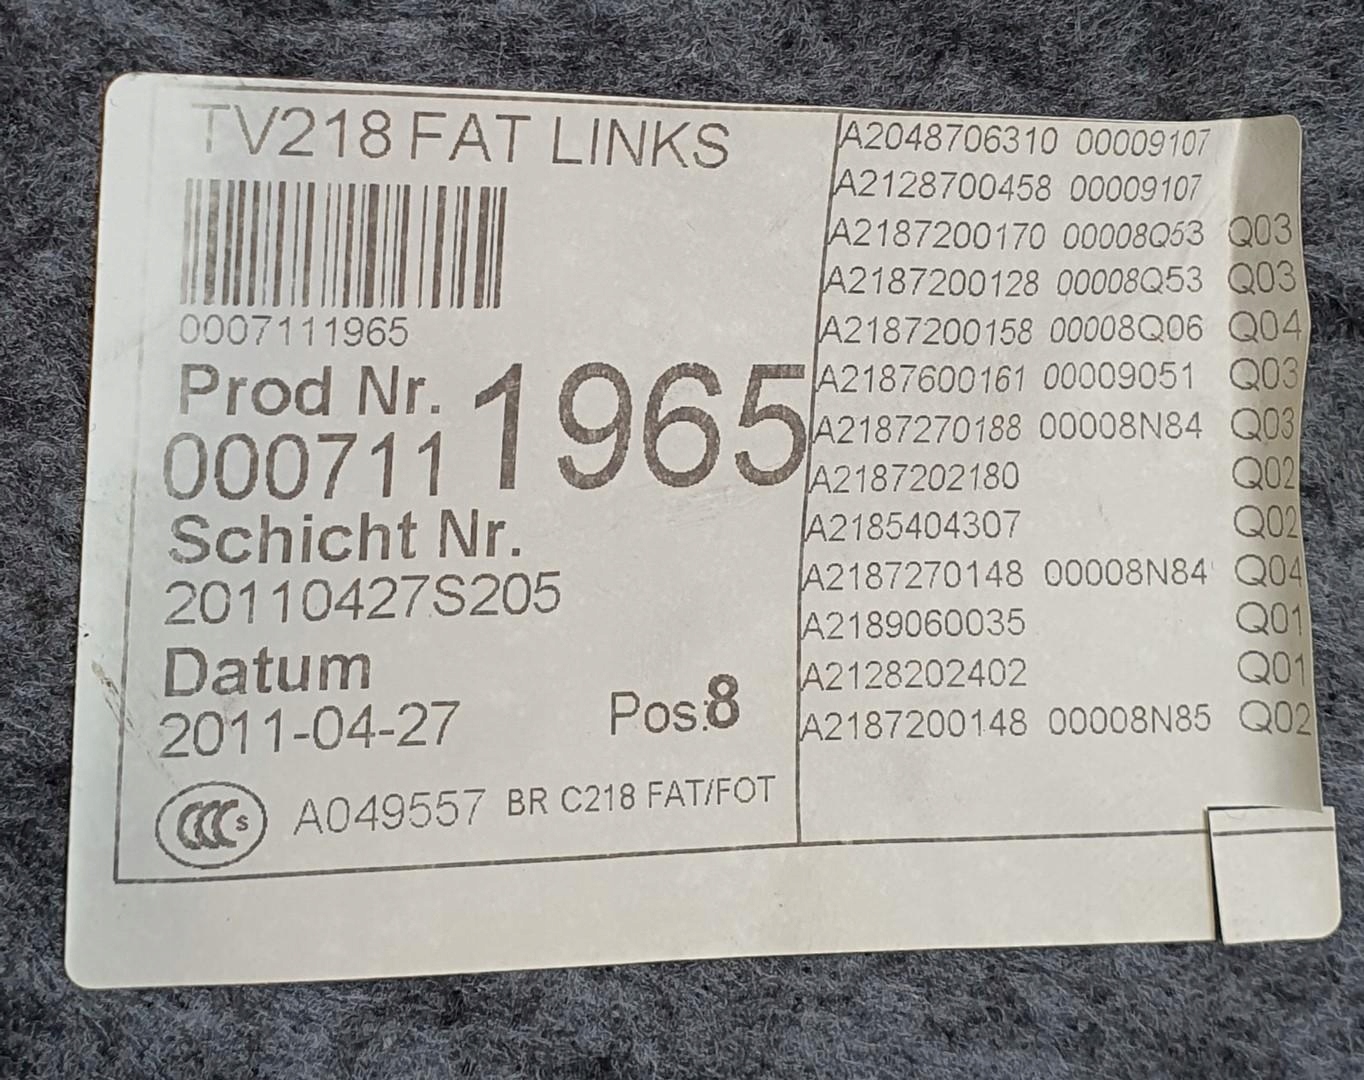 TV218 FAT LINKS
0007111965
Prod Nr.
000711 1965
Schicht Nr.
20110427S205
Datum
2011-04-27 Pos:8
CCC S A049557 BR C218 FAT/FOT
A2048706310 00009107
A2128700458 00009107
A2187200170 00008Q53 Q03
A2187200128 00008Q53 Q03
A2187200158 00008Q06 Q04
A2187600161 00009051 Q03
A2187270188 00008N84 Q03
A2187202180 Q02
A2185404307 Q02
A2187270148 00008N84 Q04
A2189060035 Q01
A2128202402 Q01
A2187200148 00008N85 Q02